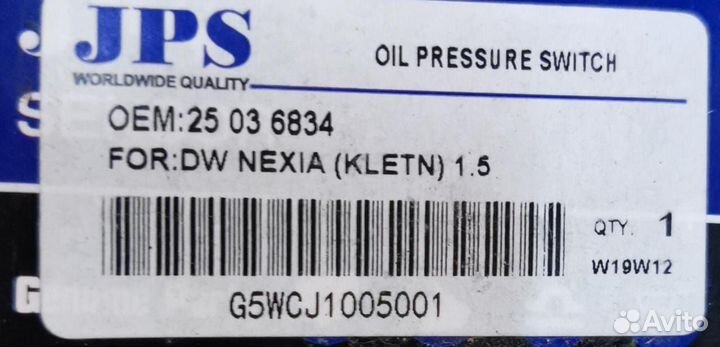 JPS
WORLDWIDE QUALITY
OIL PRESSURE SWITCH
OEM:25 03 6834
FOR:DW NEXIA (KLETN) 1.5
QTY. 1
W19W12
G5WCJ1005001
Avito